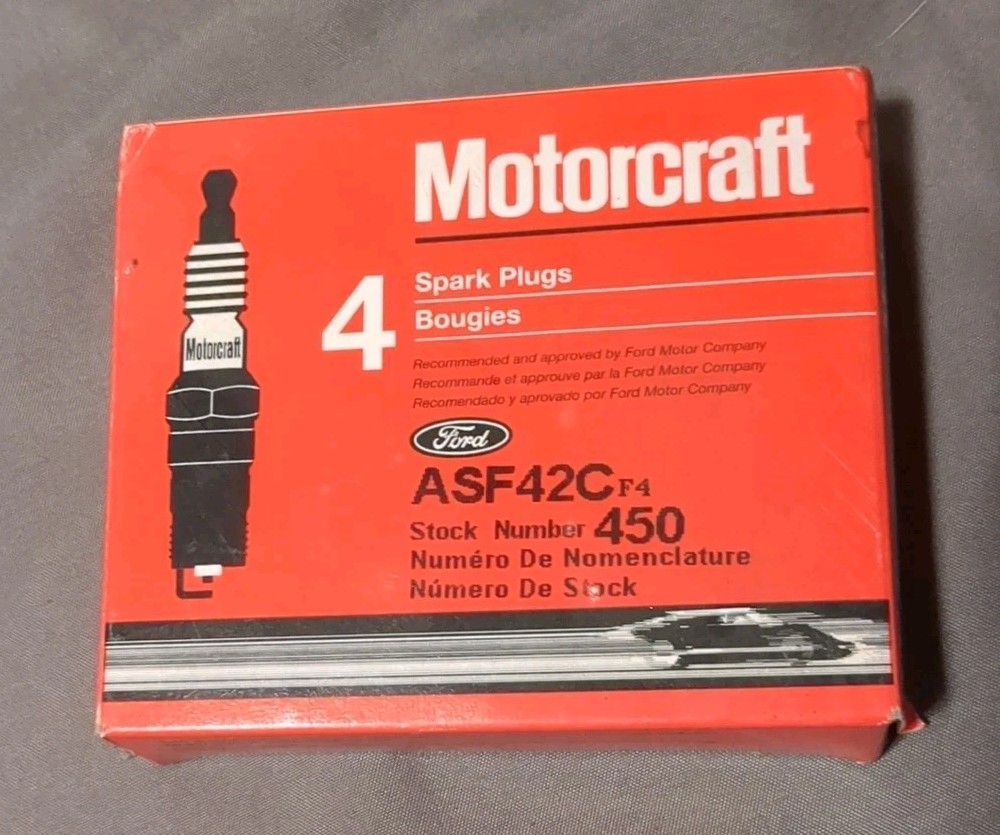 Motorcraft
4
Spark Plugs
Bougies
Recommended and approved by Ford Motor Company
Recommande et approuve par la Ford Motor Company
Recomendado y aprovado por Ford Motor Company
Motorcraft
Ford
ASF42C F4
Stock Number 450
Numéro De Nomenclature
Número De Stock